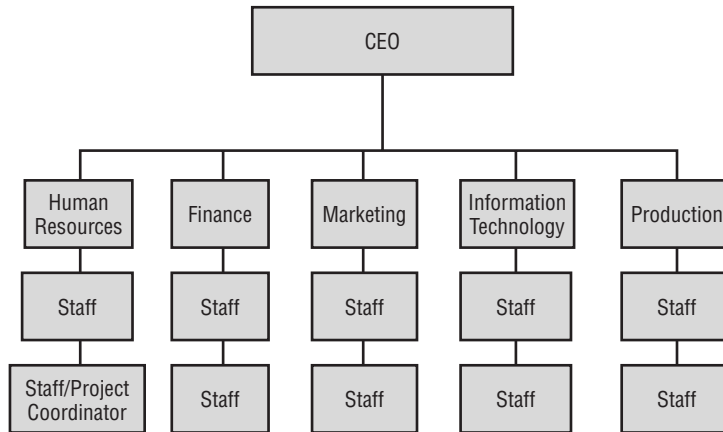 CEO
Human
Resources
Finance
Marketing
Information
Technology
Production
Staff
Staff
Staff
Staff
Staff
Staff/Project
Coordinator
Staff
Staff
Staff
Staff